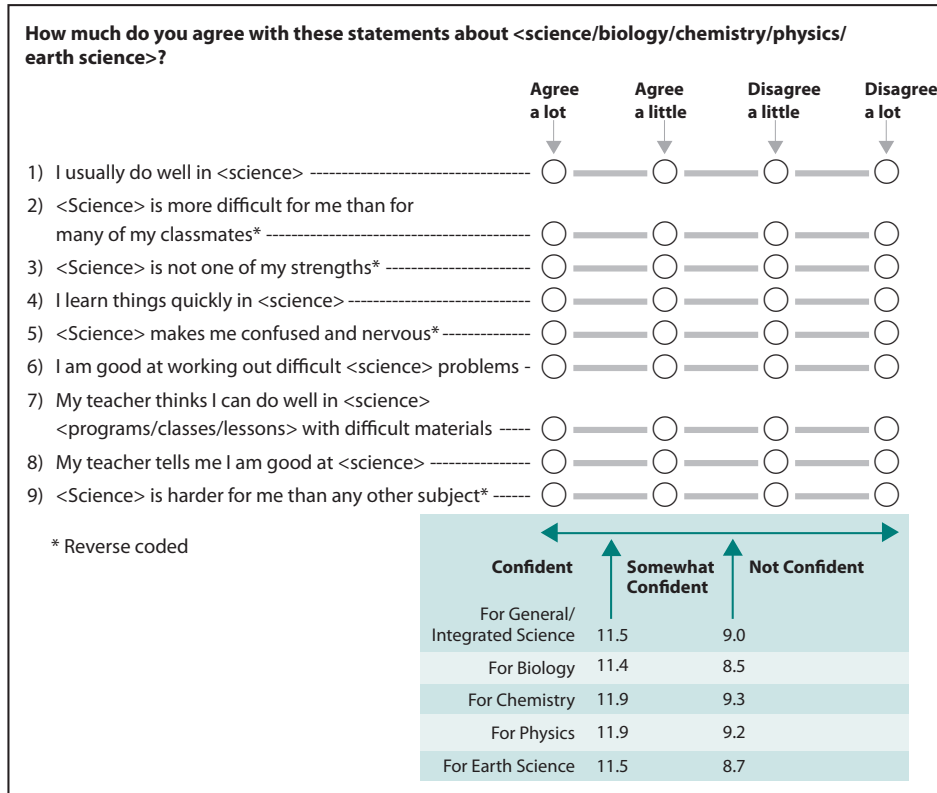 How much do you agree with these statements about <science/biology/chemistry/physics/
earth science>?
Agree a lot
Agree a little
Disagree a little
Disagree a lot
1) I usually do well in <science>
2) <Science> is more difficult for me than for
many of my classmates*
3) <Science> is not one of my strengths*
4) I learn things quickly in <science>
5) <Science> makes me confused and nervous*
6) I am good at working out difficult <science> problems
7) My teacher thinks I can do well in <science>
<programs/classes/lessons> with difficult materials
8) My teacher tells me I am good at <science>
9) <Science> is harder for me than any other subject*
* Reverse coded
Confident
Somewhat
Confident
Not Confident
For General/
Integrated Science 11.5 9.0
For Biology 11.4 8.5
For Chemistry 11.9 9.3
For Physics 11.9 9.2
For Earth Science 11.5 8.7